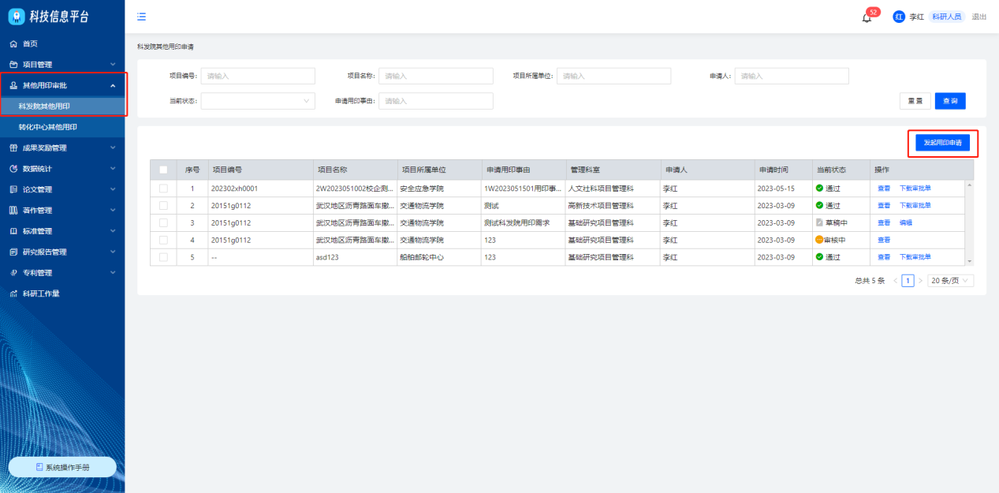 科技信息平台
52
红 李红 科研人员 退出
首页
项目管理
其他用印审批
科发院其他用印
转化中心其他用印
成果奖励管理
数据统计
论文管理
著作管理
标准管理
研究报告管理
专利管理
科研工作量
系统操作手册
科发院其他用印申请
项目编号: 请输入 项目名称: 请输入 项目所属单位: 请输入 申请人: 请输入
当前状态: 申请用印事由: 请输入 重置 查询
发起用印申请
序号 项目编号 项目名称 项目所属单位 申请用印事由 管理科室 申请人 申请时间 当前状态 操作
1 202302xh0001 2W2023051002校企测... 安全应急学院 1W2023051501用印事... 人文社科项目管理科 李红 2023-05-15 通过 查看 下载审批单
2 20151g0112 武汉地区沥青路面车撤... 交通物流学院 测试 高新技术项目管理科 李红 2023-03-09 通过 查看 下载审批单
3 20151g0112 武汉地区沥青路面车撤... 交通物流学院 测试科发院用印需求 基础研究项目管理科 李红 2023-03-09 草稿中 查看 编辑
4 20151g0112 武汉地区沥青路面车撤... 交通物流学院 123 基础研究项目管理科 李红 2023-03-09 审核中 查看
5 -- asd123 船舶邮轮中心 123 基础研究项目管理科 李红 2023-03-09 通过 查看 下载审批单
总共 5 条 < 1 > 20 条/页